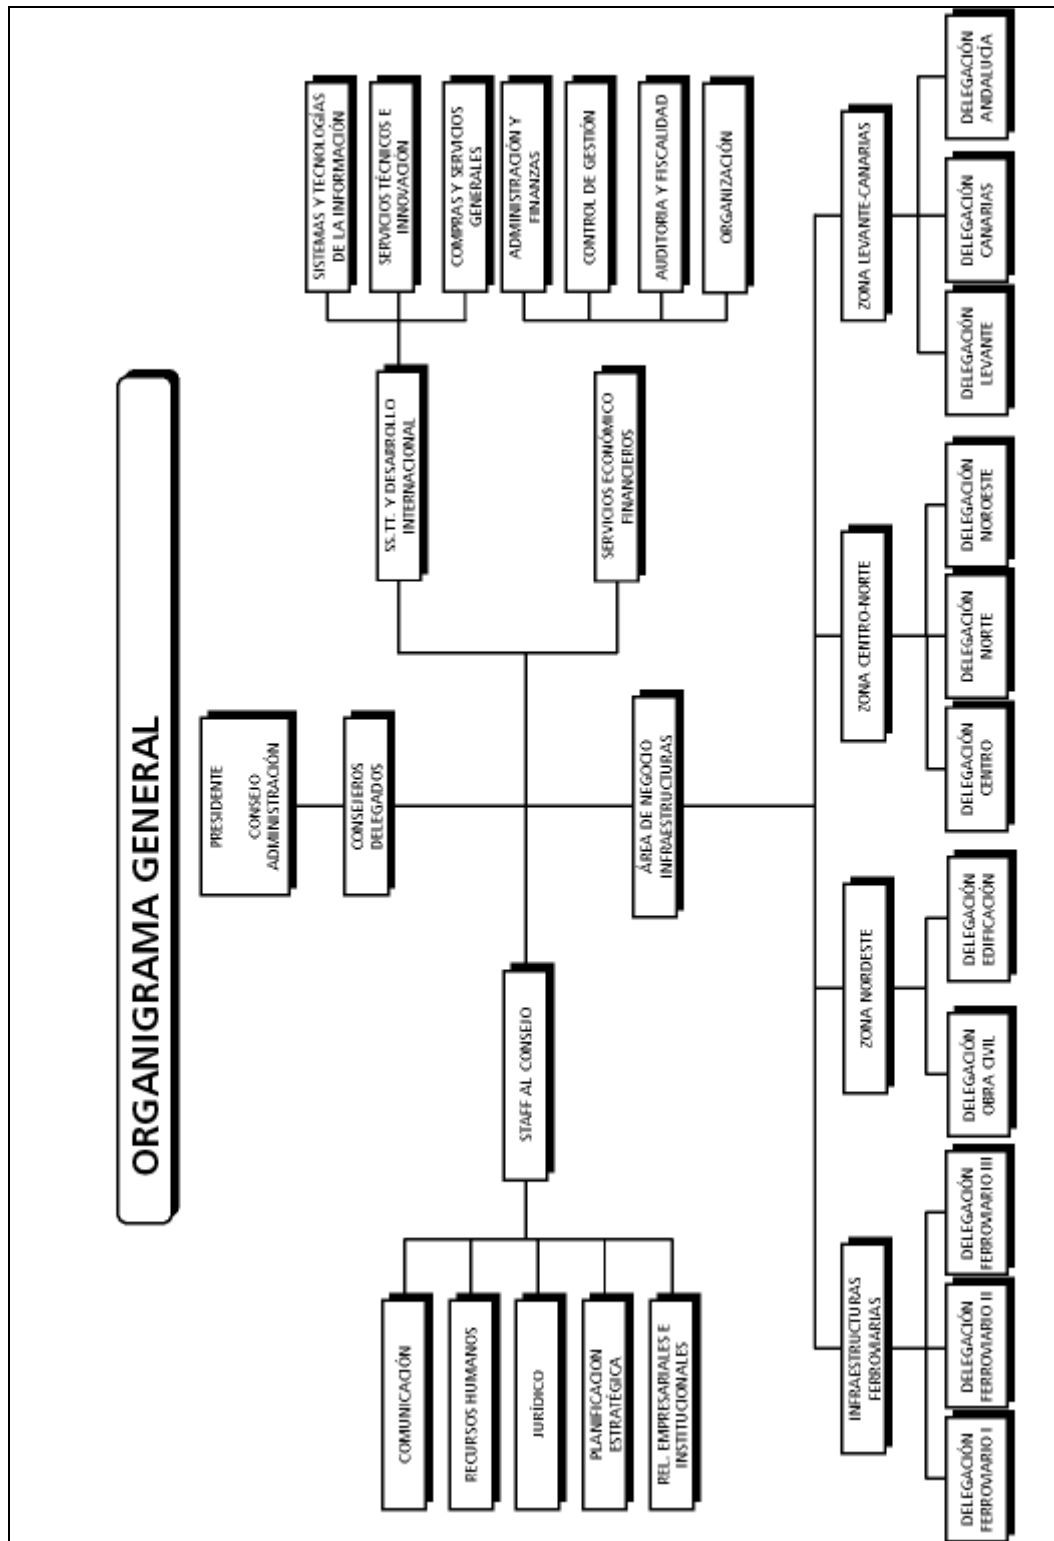 ORGANIGRAMA GENERAL
PRESIDENTE
CONSEJO
ADMINISTRACIÓN
CONSEJEROS
DELEGADOS
COMUNICACIÓN
RECURSOS HUMANOS
JURÍDICO
PLANIFICACION
ESTRATÉGICA
REL. EMPRESARIALES E
INSTITUCIONALES
STAFF AL CONSEJO
SS.TT. Y DESARROLLO
INTERNACIONAL
SERVICIOS ECONÓMICO
FINANCIEROS
SISTEMAS Y TECNOLOGÍAS
DE LA INFORMACIÓN
SERVICIOS TÉCNICOS E
INNOVACIÓN
COMPRAS Y SERVICIOS
GENERALES
ADMINISTRACIÓN Y
FINANZAS
CONTROL DE GESTIÓN
AUDITORIA Y FISCALIDAD
ORGANIZACIÓN
ÁREA DE NEGOCIO
INFRAESTRUCTURAS
INFRAESTRUCTURAS
FERROVIARIAS
ZONA NORDESTE
ZONA CENTRO-NORTE
ZONA LEVANTE-CANARIAS
DELEGACIÓN
FERROVIARIO I
DELEGACIÓN
FERROVIARIO II
DELEGACIÓN
FERROVIARIO III
DELEGACIÓN
OBRA CIVIL
DELEGACIÓN
EDIFICACIÓN
DELEGACIÓN
CENTRO
DELEGACIÓN
NORTE
DELEGACIÓN
NOROESTE
DELEGACIÓN
LEVANTE
DELEGACIÓN
CANARIAS
DELEGACIÓN
ANDALUCÍA